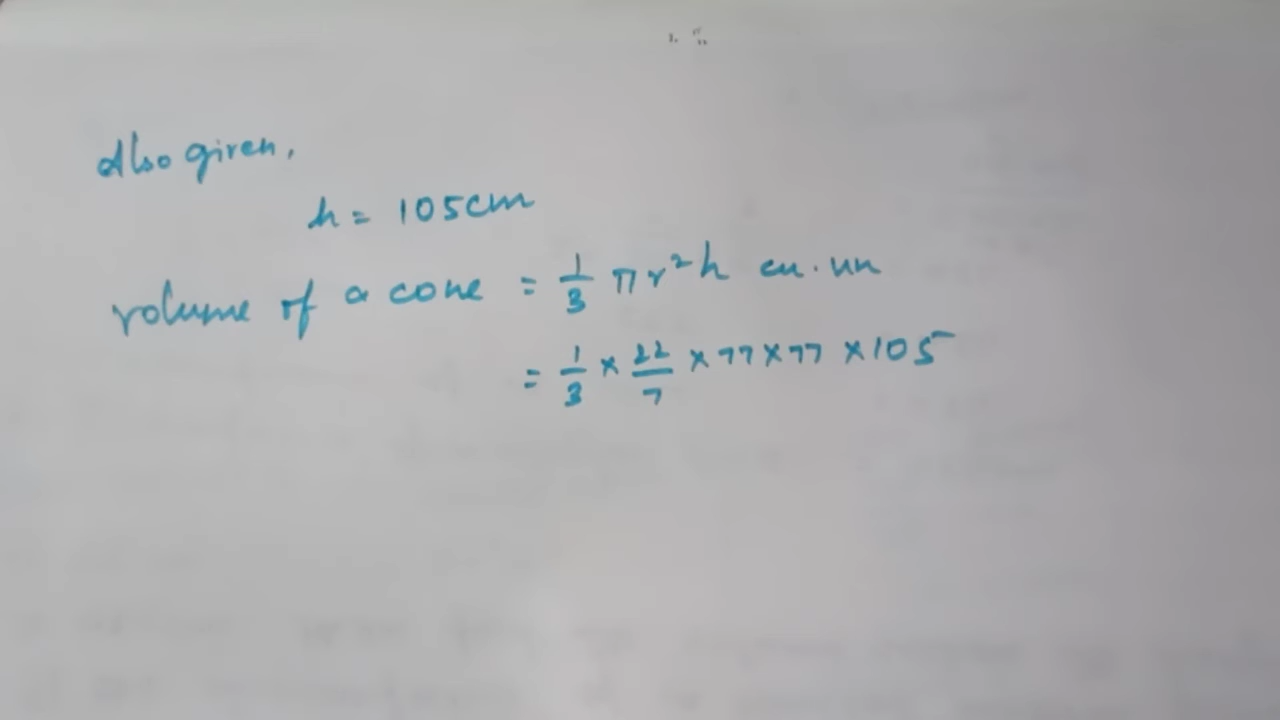 Also given,
h = 105cm
volume of a cone = 1/3 πr²h cu.un
= 1/3 × 22/7 × 77 × 77 × 105